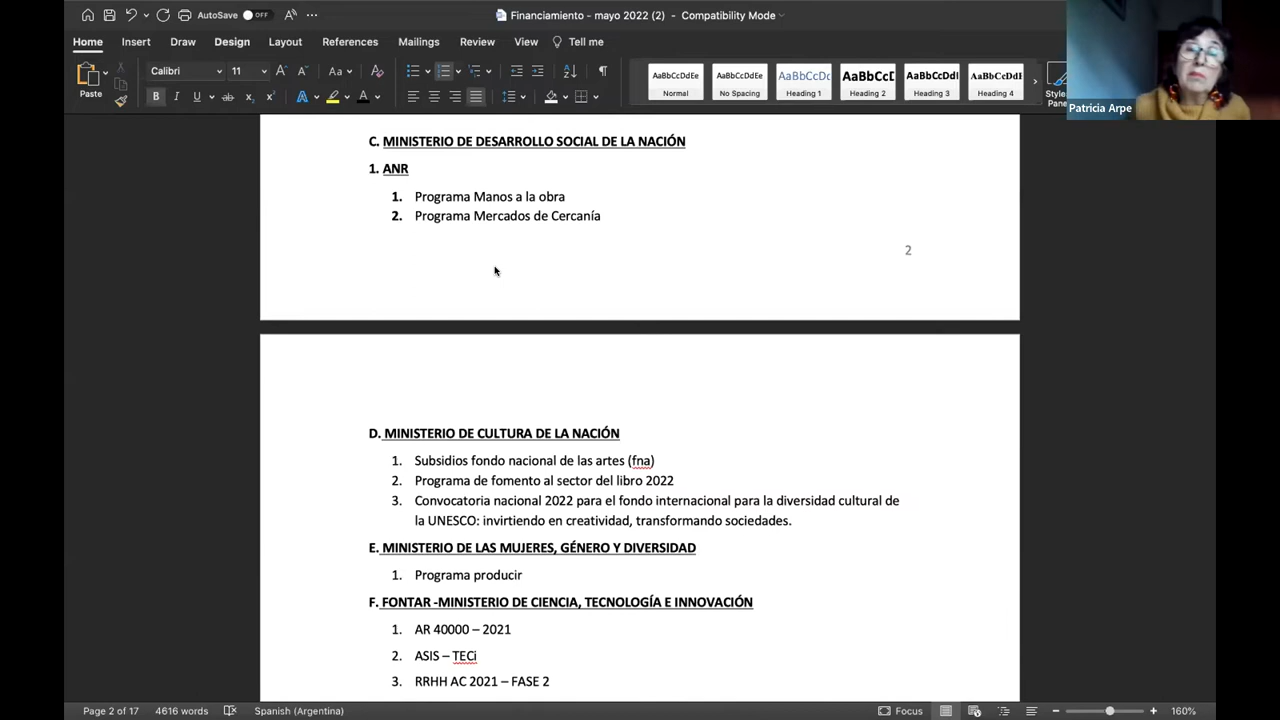 AutoSave OFF
Financiamiento - mayo 2022 (2) - Compatibility Mode
Home Insert Draw Design Layout References Mailings Review View Tell me
Paste
Calibri 11
AaBbCcDdEe AaBbCcDdEe AaBbCcDc AaBbCcI AaBbCcDdI AaBbCcDdE
Normal No Spacing Heading 1 Heading 2 Heading 3 Heading 4
Styles
Pane
Patricia Arpe
C. MINISTERIO DE DESARROLLO SOCIAL DE LA NACIÓN
1. ANR
1. Programa Manos a la obra
2. Programa Mercados de Cercanía
2
D. MINISTERIO DE CULTURA DE LA NACIÓN
1. Subsidios fondo nacional de las artes (fna)
2. Programa de fomento al sector del libro 2022
3. Convocatoria nacional 2022 para el fondo internacional para la diversidad cultural de
la UNESCO: invirtiendo en creatividad, transformando sociedades.
E. MINISTERIO DE LAS MUJERES, GÉNERO Y DIVERSIDAD
1. Programa producir
F. FONTAR -MINISTERIO DE CIENCIA, TECNOLOGÍA E INNOVACIÓN
1. AR 40000 – 2021
2. ASIS – TECi
3. RRHH AC 2021 – FASE 2
Page 2 of 17 4616 words Spanish (Argentina) Focus 160%